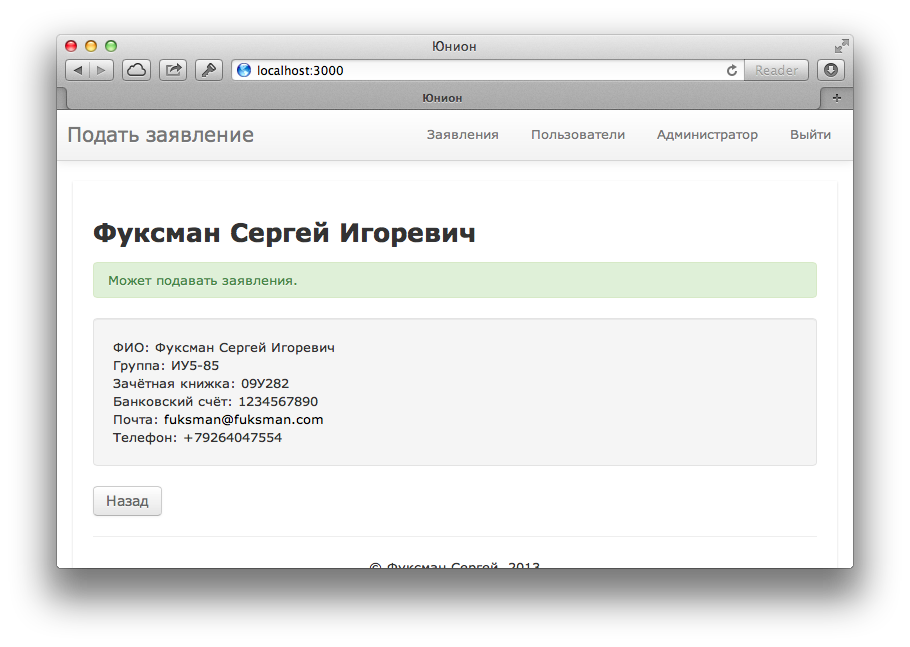 Юнион
localhost:3000
Reader
Юнион
Подать заявление
Заявления
Пользователи
Администратор
Выйти
Фуксман Сергей Игоревич
Может подавать заявления.
ФИО: Фуксман Сергей Игоревич
Группа: ИУ5-85
Зачётная книжка: 09У282
Банковский счёт: 1234567890
Почта: fuksman@fuksman.com
Телефон: +79264047554
Назад
© Фуксман Сергей, 2013